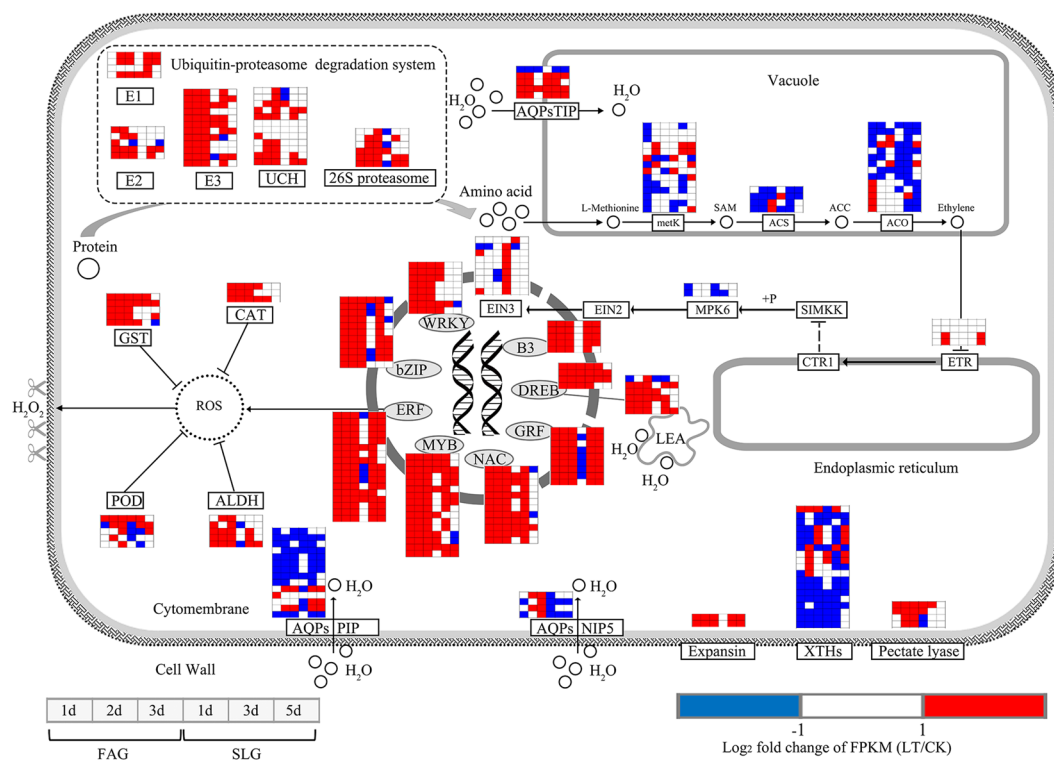 Ubiquitin-proteasome degradation system
E1
E2
E3
UCH
26S proteasome
H2O
AQPs TIP
H2O
Vacuole
Amino acid
L-Methionine
metK
SAM
ACS
ACC
ACO
Ethylene
Protein
GST
CAT
WRKY
EIN3
EIN2
MPK6
+P
SIMKK
CTR1
ETR
B3
bZIP
DREB
ERF
GRF
MYB
NAC
LEA
H2O
H2O
Endoplasmic reticulum
H2O2
ROS
POD
ALDH
Cytomembrane
H2O
AQPs PIP
H2O
H2O
AQPs NIP5
H2O
Expansin
XTHs
Pectate lyase
Cell Wall
1d 2d 3d 1d 3d 5d
FAG SLG
-1 1
Log2 fold change of FPKM (LT/CK)